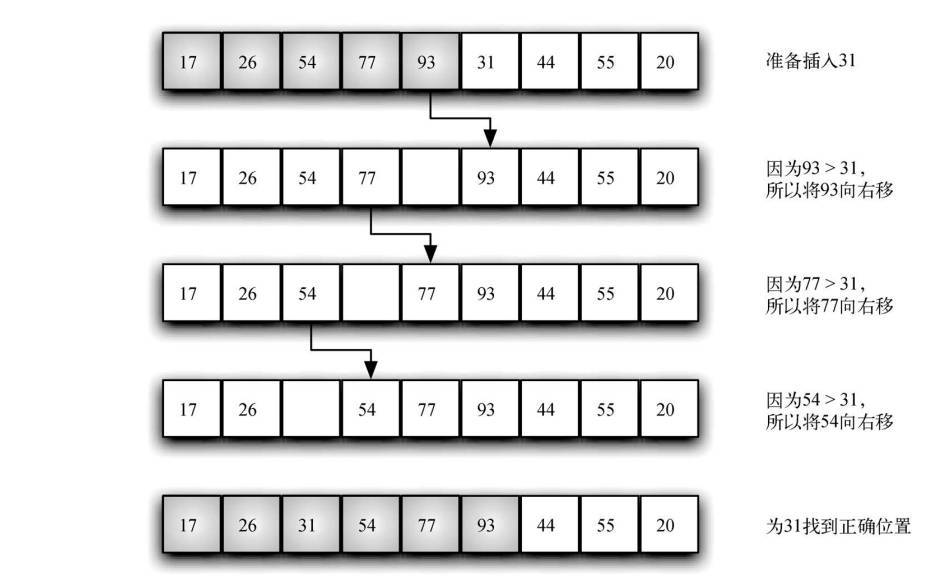 17 26 54 77 93 31 44 55 20 准备插入31
17 26 54 77 93 44 55 20 因为93 > 31，
所以将93向右移
17 26 54 77 93 44 55 20 因为77 > 31，
所以将77向右移
17 26 54 77 93 44 55 20 因为54 > 31，
所以将54向右移
17 26 31 54 77 93 44 55 20 为31找到正确位置